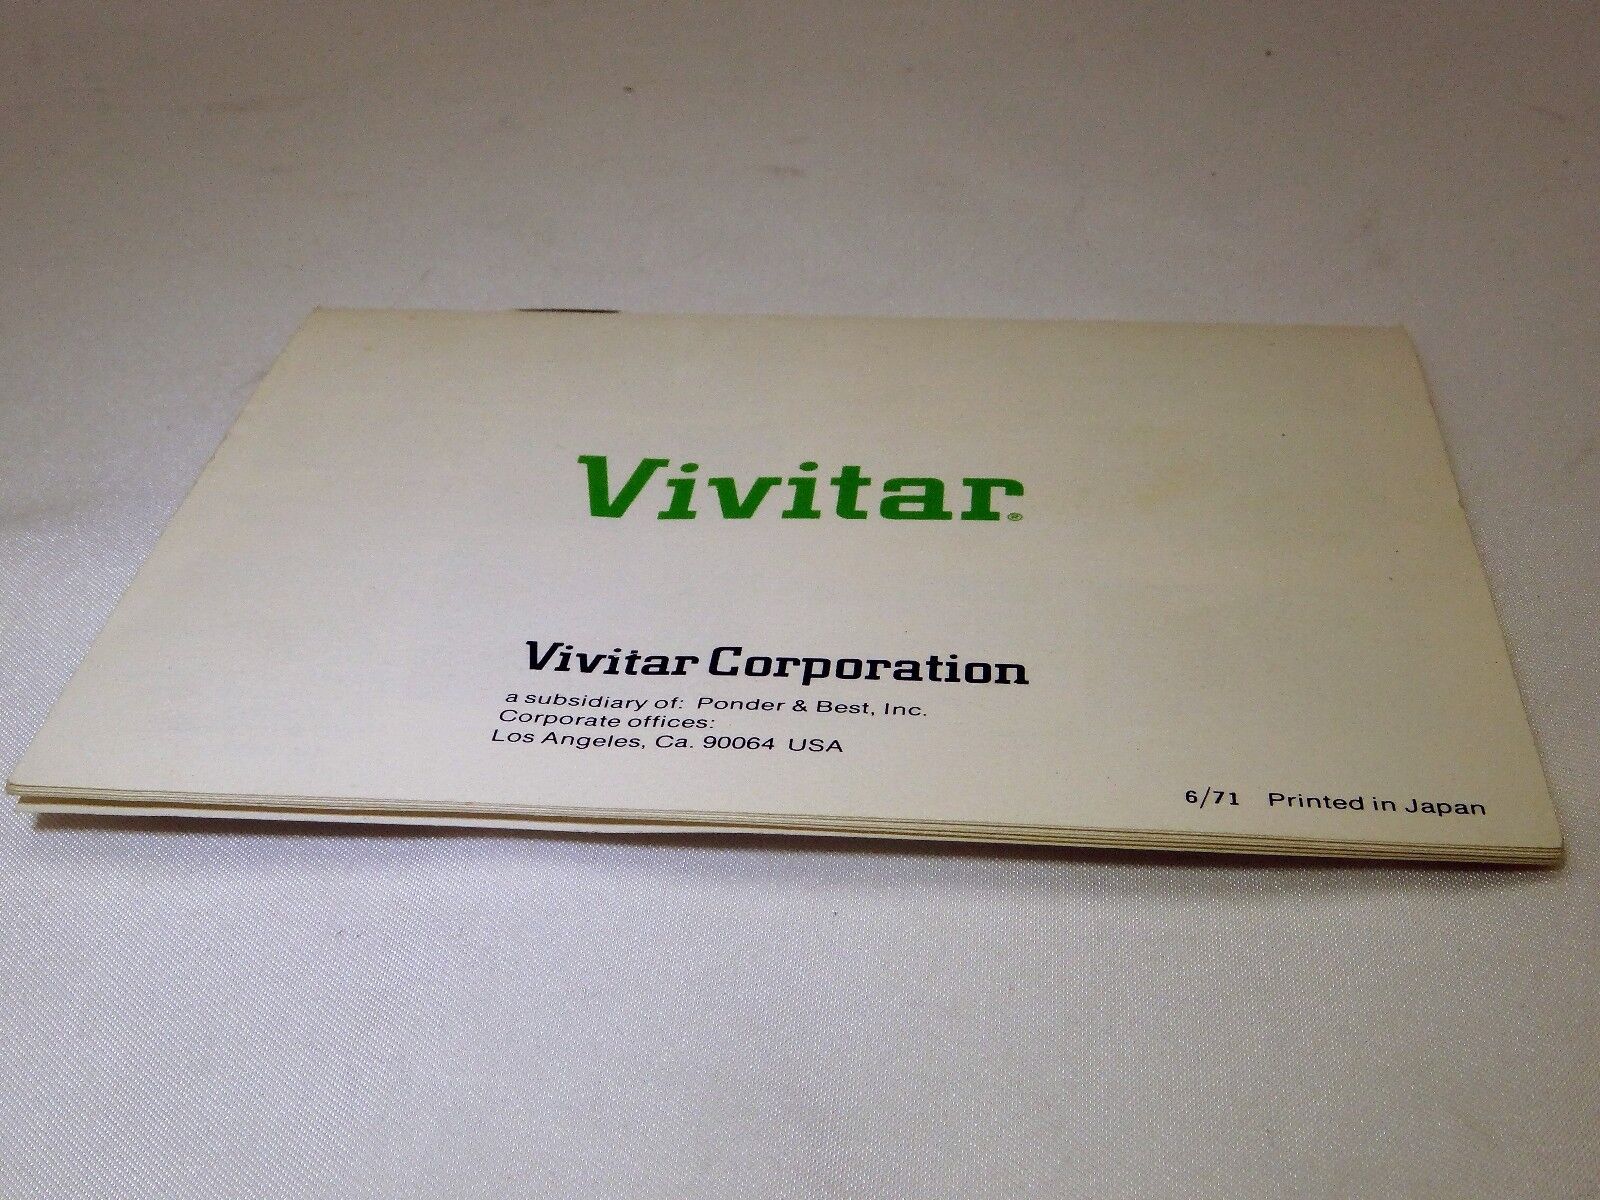 Vivitar®
Vivitar Corporation
a subsidiary of: Ponder & Best, Inc.
Corporate offices:
Los Angeles, Ca. 90064 USA
6/71 Printed in Japan